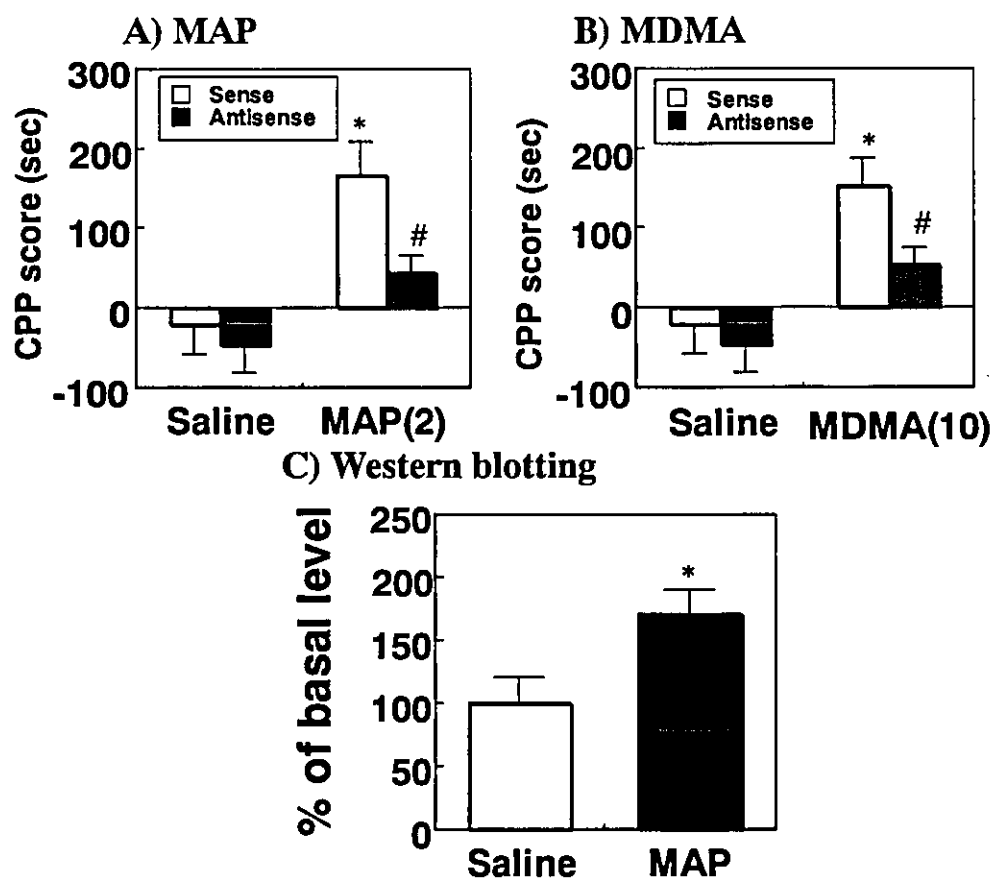 A) MAP
CPP score (sec)
300
200
100
0
-100
Sense
Antisense
*
#
Saline
MAP(2)
B) MDMA
CPP score (sec)
300
200
100
0
-100
Sense
Antisense
*
#
Saline
MDMA(10)
C) Western blotting
% of basal level
250
200
150
100
50
0
*
Saline
MAP